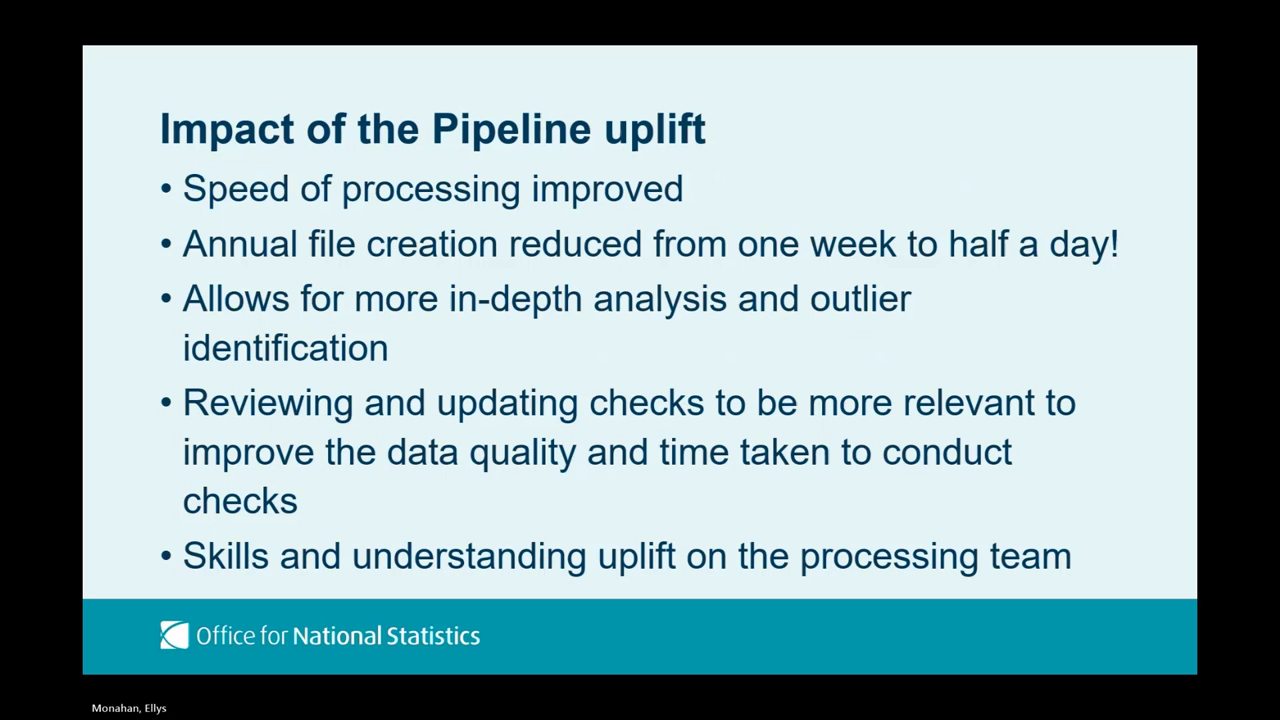 Impact of the Pipeline uplift
• Speed of processing improved
• Annual file creation reduced from one week to half a day!
• Allows for more in-depth analysis and outlier
identification
• Reviewing and updating checks to be more relevant to
improve the data quality and time taken to conduct
checks
• Skills and understanding uplift on the processing team
Office for National Statistics
Monahan, Ellys